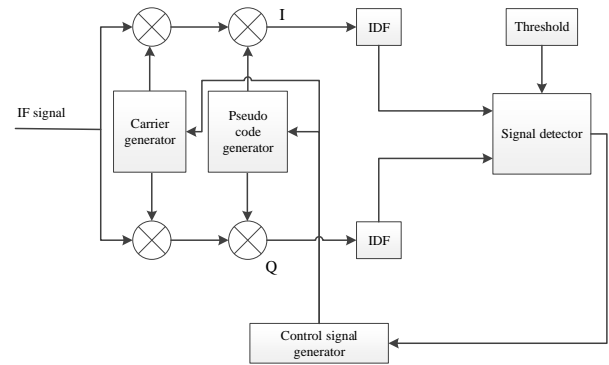 I
IDF
Threshold
IF signal
Carrier
generator
Pseudo
code
generator
Signal detector
IDF
Q
Control signal
generator